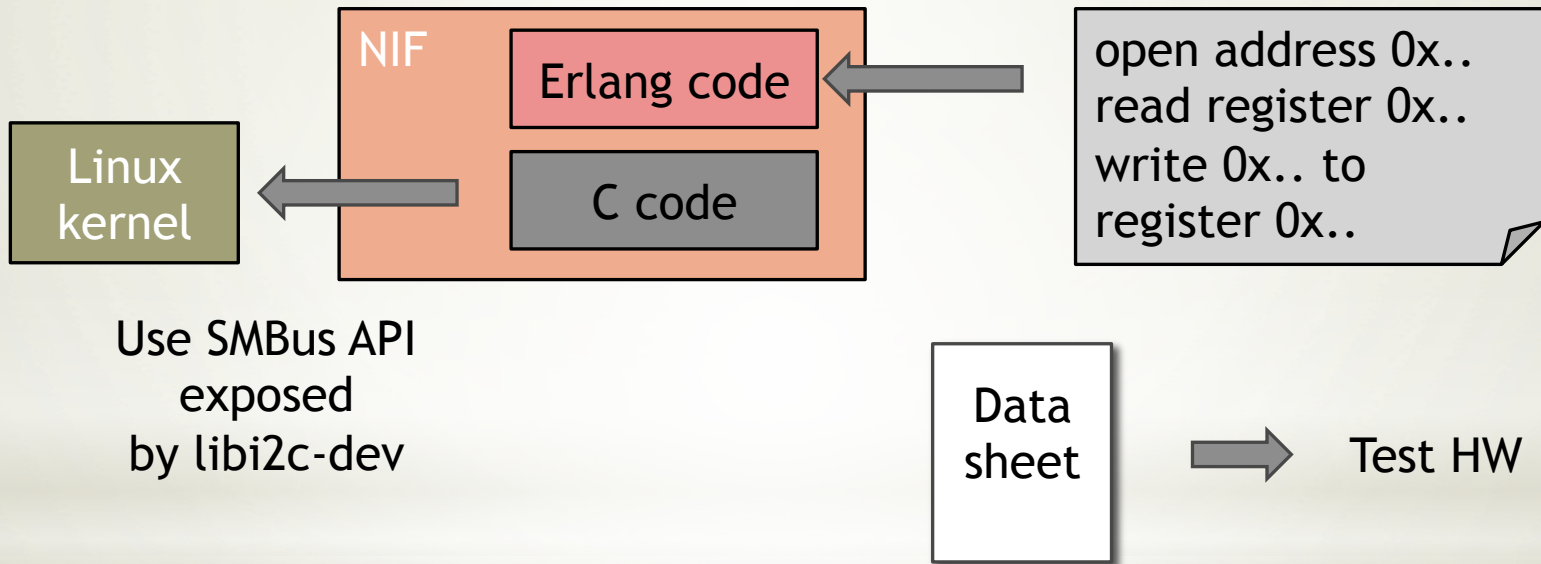 NIF
Erlang code
C code
Linux
kernel
open address 0x..
read register 0x..
write 0x.. to
register 0x..
Use SMBus API
exposed
by libi2c-dev
Data
sheet
Test HW